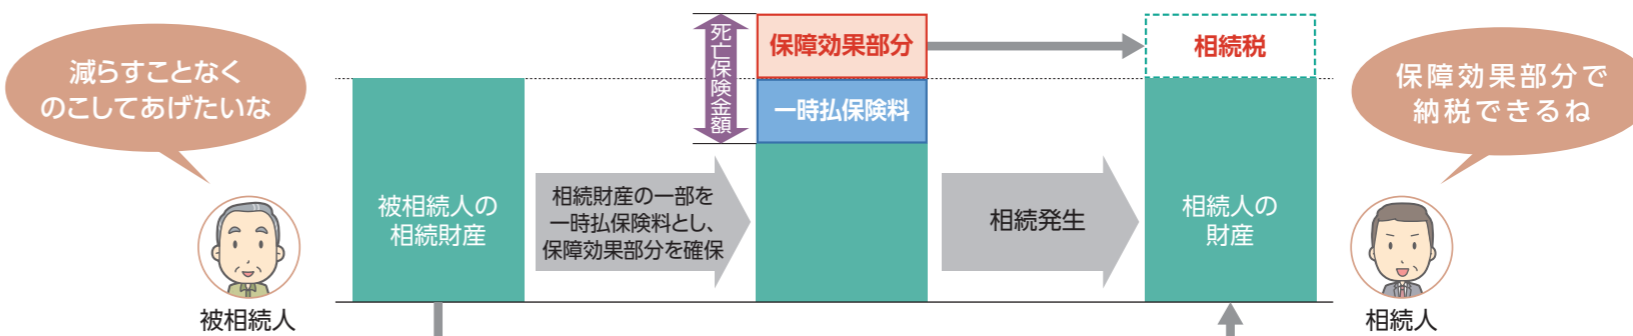 減らすことなく
のこしてあげたいな
被相続人
被相続人の
相続財産
相続財産の一部を
一時払保険料とし、
保障効果部分を確保
死亡保険金額
保障効果部分
一時払保険料
相続発生
相続税
相続人の
財産
保障効果部分で
納税できるね
相続人